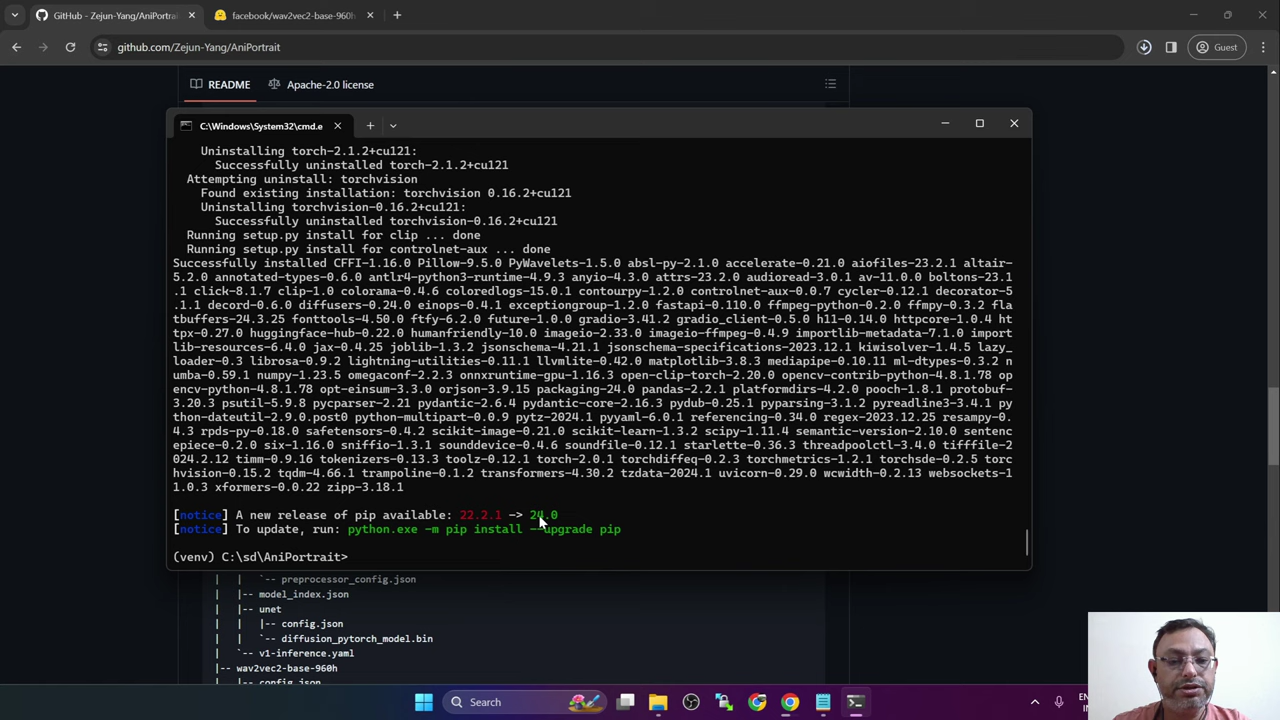 GitHub - Zejun-Yang/AniPortrait:
facebook/wav2vec2-base-960h
github.com/Zejun-Yang/AniPortrait
Guest
README
Apache-2.0 license
C:\Windows\System32\cmd.e
Uninstalling torch-2.1.2+cu121:
Successfully uninstalled torch-2.1.2+cu121
Attempting uninstall: torchvision
Found existing installation: torchvision 0.16.2+cu121
Uninstalling torchvision-0.16.2+cu121:
Successfully uninstalled torchvision-0.16.2+cu121
Running setup.py install for clip ... done
Running setup.py install for controlnet-aux ... done
Successfully installed CFFI-1.16.0 Pillow-9.5.0 PyWavelets-1.5.0 absl-py-2.1.0 accelerate-0.21.0 aiofiles-23.2.1 altair-
5.2.0 annotated-types-0.6.0 antlr4-python3-runtime-4.9.3 anyio-4.3.0 attrs-23.2.0 audioread-3.0.1 av-11.0.0 boltons-23.1
.1 click-8.1.7 clip-1.0 colorama-0.4.6 coloredlogs-15.0.1 contourpy-1.2.0 controlnet-aux-0.0.7 cycler-0.12.1 decorator-5
.1.1 decord-0.6.0 diffusers-0.24.0 einops-0.4.1 exceptiongroup-1.2.0 fastapi-0.110.0 ffmpeg-python-0.2.0 ffmpy-0.3.2 fla
tbuffers-24.3.25 fonttools-4.50.0 ftfy-6.2.0 future-1.0.0 gradio-3.41.2 gradio_client-0.5.0 h11-0.14.0 httpcore-1.0.4 ht
tpx-0.27.0 huggingface-hub-0.22.0 humanfriendly-10.0 imageio-2.33.0 imageio-ffmpeg-0.4.9 importlib-metadata-7.1.0 import
lib-resources-6.4.0 jax-0.4.25 joblib-1.3.2 jsonschema-4.21.1 jsonschema-specifications-2023.12.1 kiwisolver-1.4.5 lazy_
loader-0.3 librosa-0.9.2 lightning-utilities-0.11.1 llvmlite-0.42.0 matplotlib-3.8.3 mediapipe-0.10.11 ml-dtypes-0.3.2 n
umba-0.59.1 numpy-1.23.5 omegaconf-2.2.3 onnxruntime-gpu-1.16.3 open-clip-torch-2.20.0 opencv-contrib-python-4.8.1.78 op
encv-python-4.8.1.78 opt-einsum-3.3.0 orjson-3.9.15 packaging-24.0 pandas-2.2.1 platformdirs-4.2.0 pooch-1.8.1 protobuf-
3.20.3 psutil-5.9.8 pycparser-2.21 pydantic-2.6.4 pydantic-core-2.16.3 pydub-0.25.1 pyparsing-3.1.2 pyreadline3-3.4.1 py
thon-dateutil-2.9.0.post0 python-multipart-0.0.9 pytz-2024.1 pyyaml-6.0.1 referencing-0.34.0 regex-2023.12.25 resampy-0.
4.3 rpds-py-0.18.0 safetensors-0.4.2 scikit-image-0.21.0 scikit-learn-1.3.2 scipy-1.11.4 semantic-version-2.10.0 sentenc
epiece-0.2.0 six-1.16.0 sniffio-1.3.1 sounddevice-0.4.6 soundfile-0.12.1 starlette-0.36.3 threadpoolctl-3.4.0 tifffile-2
024.2.12 timm-0.9.16 tokenizers-0.13.3 toolz-0.12.1 torch-2.0.1 torchdiffeq-0.2.3 torchmetrics-1.2.1 torchsde-0.2.5 torc
hvision-0.15.2 tqdm-4.66.1 trampoline-0.1.2 transformers-4.30.2 tzdata-2024.1 uvicorn-0.29.0 wcwidth-0.2.13 websockets-1
1.0.3 xformers-0.0.22 zipp-3.18.1
[notice] A new release of pip available: 22.2.1 -> 24.0
[notice] To update, run: python.exe -m pip install --upgrade pip
(venv) C:\sd\AniPortrait>
| | `-- preprocessor_config.json
| |-- model_index.json
| |-- unet
| | |-- config.json
| | `-- diffusion_pytorch_model.bin
| `-- v1-inference.yaml
|-- wav2vec2-base-960h
Search